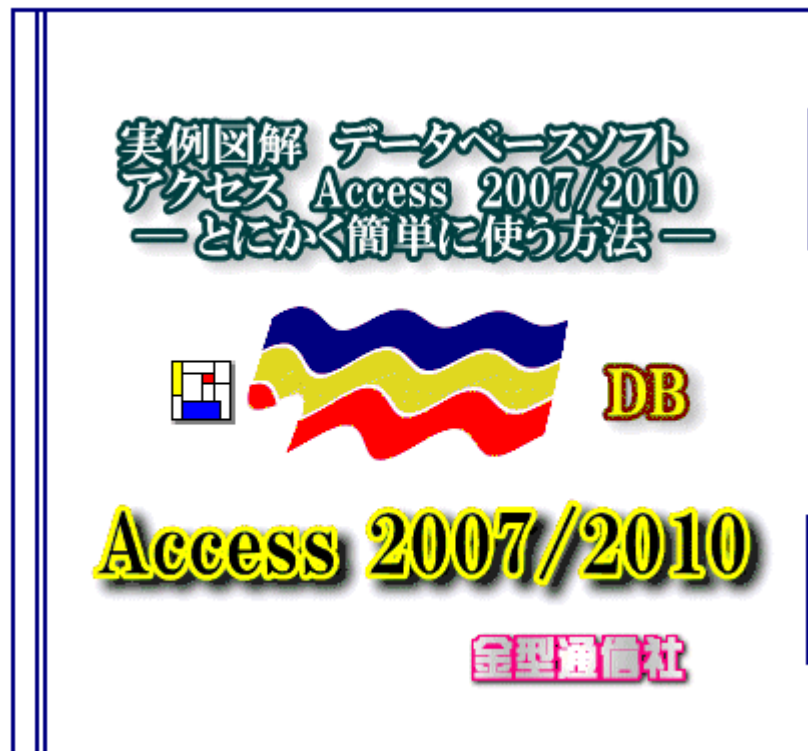 実例図解　データベースソフト
アクセス　Access　2007/2010
― とにかく簡単に使う方法 ―
DB
Access 2007/2010
金型通信社